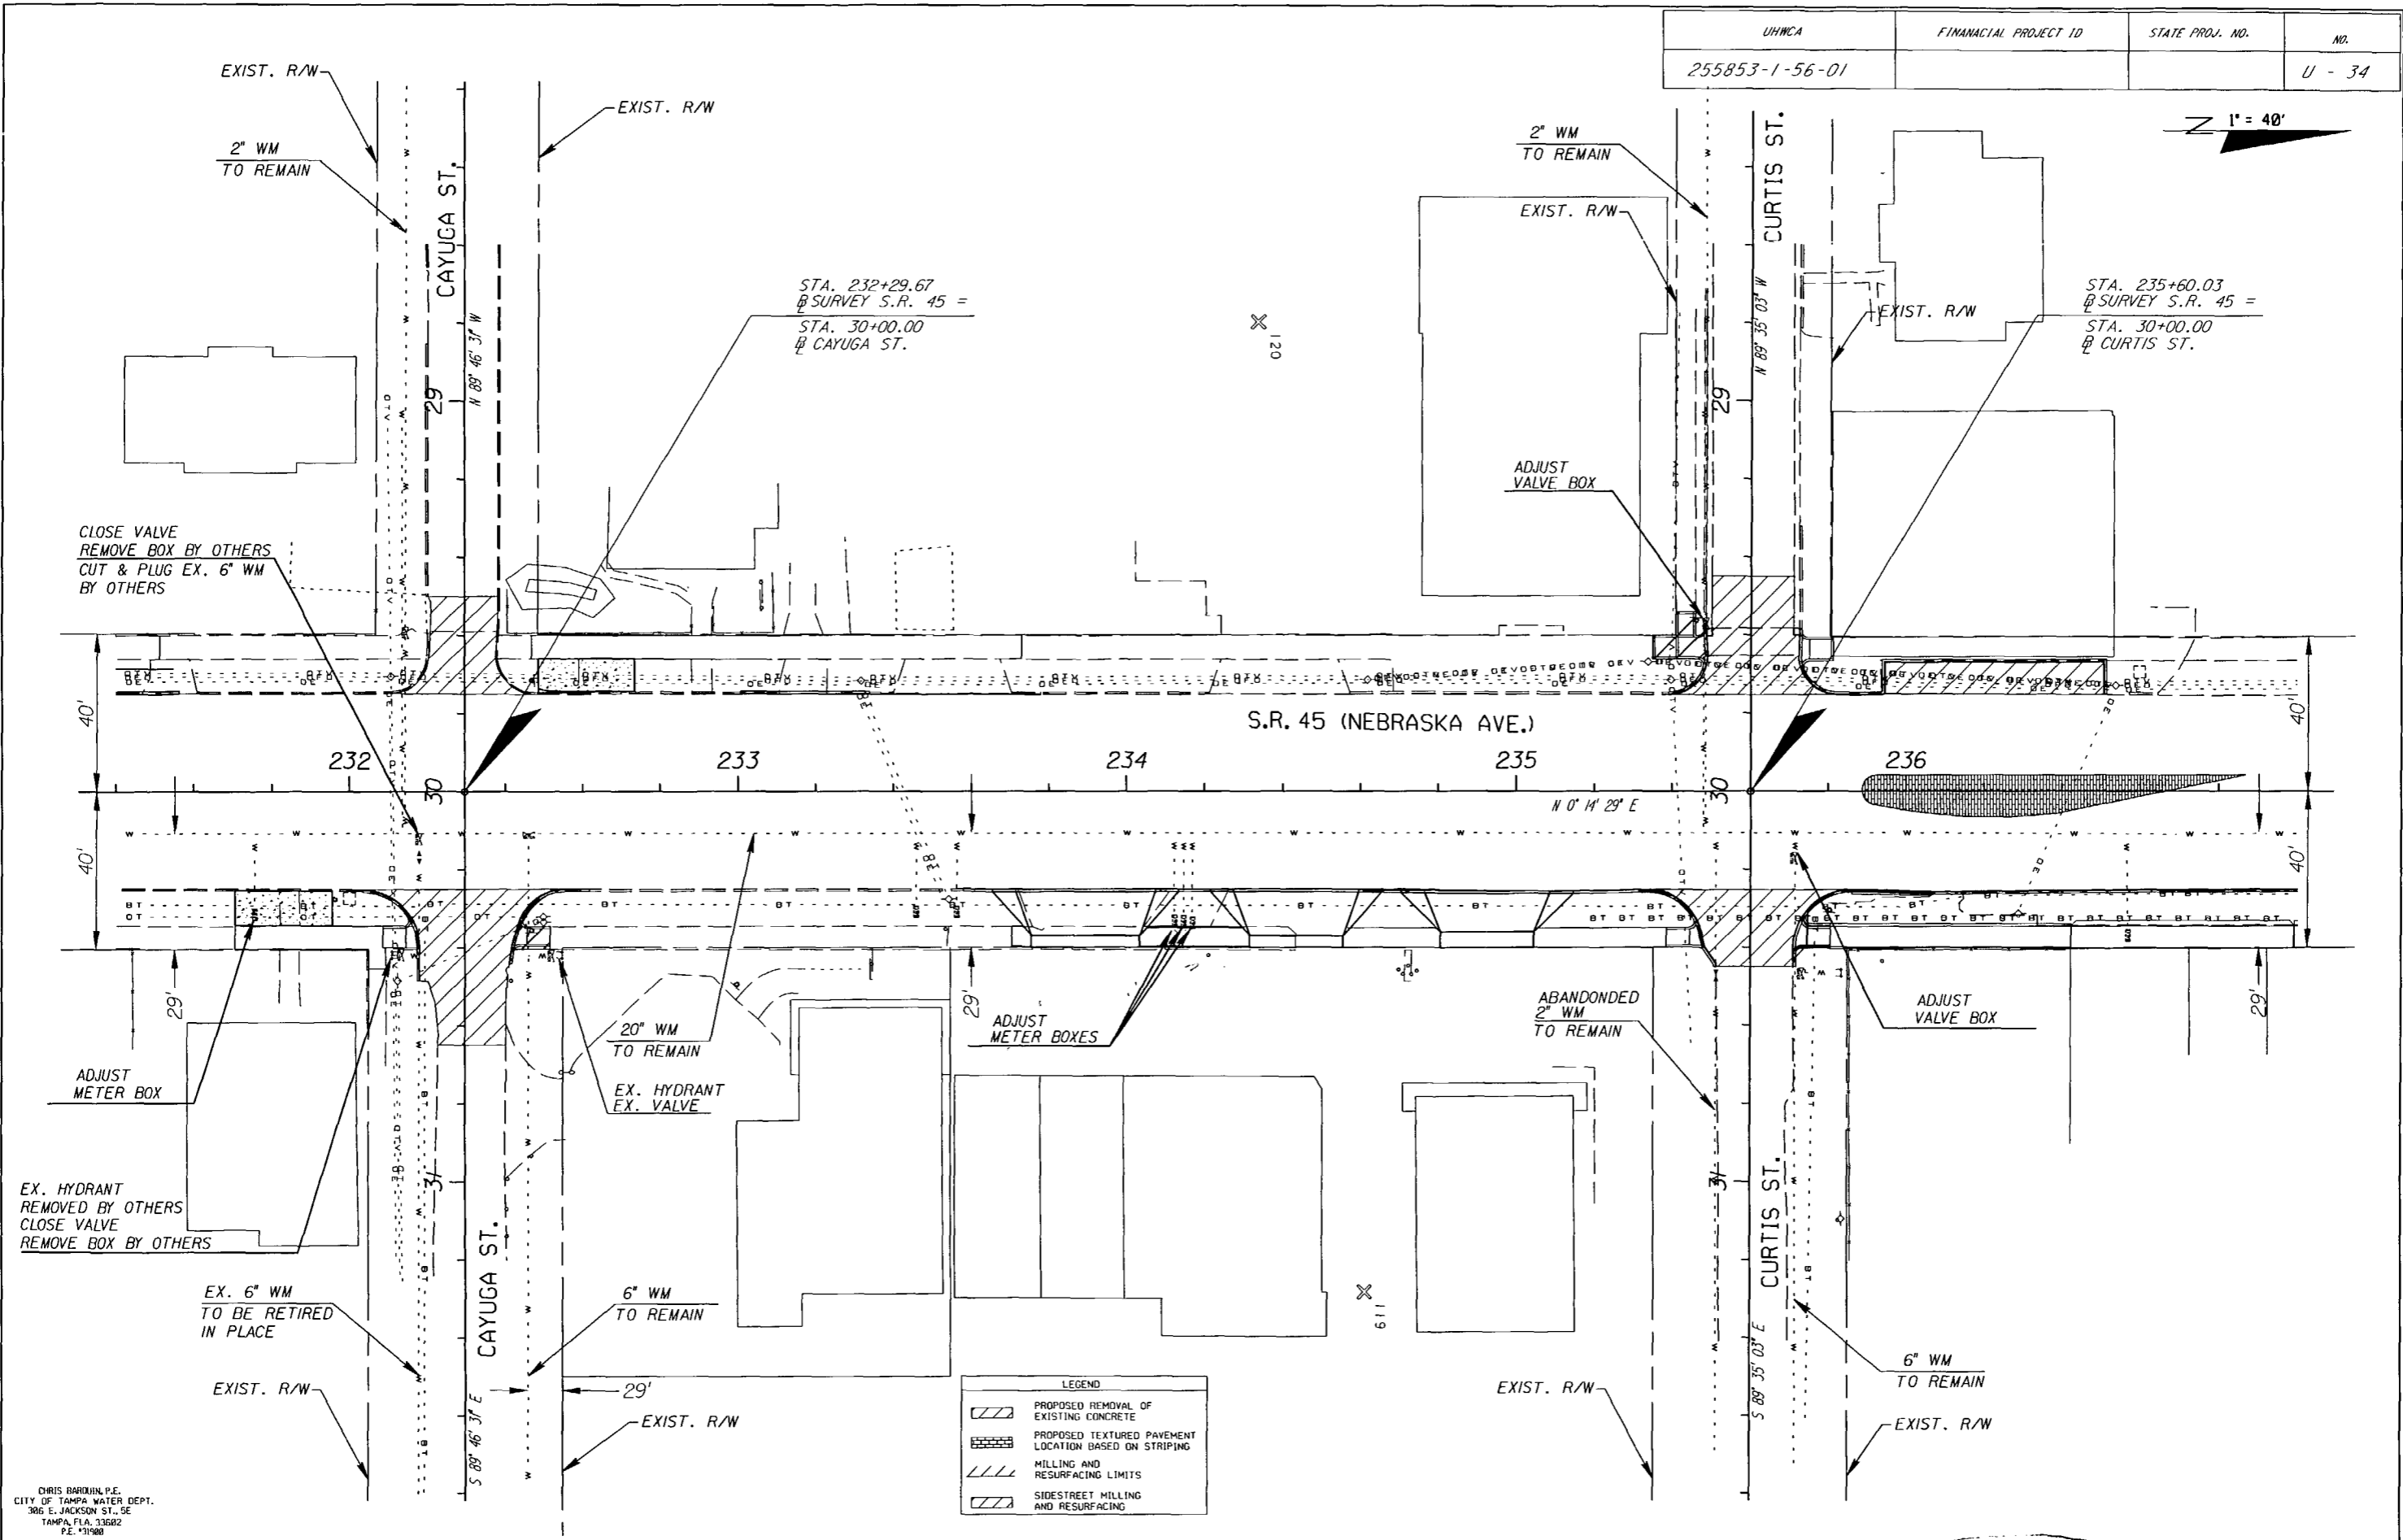 UHWCA
FINANACIAL PROJECT ID
STATE PROJ. NO.
NO.
255853-1-56-01
U - 34
EXIST. R/W
EXIST. R/W
2" WM
TO REMAIN
CAYUGA ST.
N 89° 46' 31" W
29
2" WM
TO REMAIN
EXIST. R/W
CURTIS ST.
N 89° 35' 03" W
29
1" = 40'
STA. 232+29.67
SURVEY S.R. 45 =
STA. 30+00.00
CAYUGA ST.
120
STA. 235+60.03
SURVEY S.R. 45 =
STA. 30+00.00
CURTIS ST.
EXIST. R/W
ADJUST
VALVE BOX
CLOSE VALVE
REMOVE BOX BY OTHERS
CUT & PLUG EX. 6" WM
BY OTHERS
40'
40'
S.R. 45 (NEBRASKA AVE.)
232
233
234
235
236
30
30
N 0° 14' 29" E
40'
40'
29'
29'
29'
20" WM
TO REMAIN
ADJUST
METER BOXES
ABANDONDED
2" WM
TO REMAIN
ADJUST
VALVE BOX
ADJUST
METER BOX
EX. HYDRANT
EX. VALVE
31
31
EX. HYDRANT
REMOVED BY OTHERS
CLOSE VALVE
REMOVE BOX BY OTHERS
EX. 6" WM
TO BE RETIRED
IN PLACE
CAYUGA ST.
S 89° 46' 31" E
6" WM
TO REMAIN
119
CURTIS ST.
S 89° 35' 03" E
6" WM
TO REMAIN
EXIST. R/W
29'
EXIST. R/W
EXIST. R/W
EXIST. R/W
LEGEND
PROPOSED REMOVAL OF
EXISTING CONCRETE
PROPOSED TEXTURED PAVEMENT
LOCATION BASED ON STRIPING
MILLING AND
RESURFACING LIMITS
SIDESTREET MILLING
AND RESURFACING
CHRIS BARQUIN, P.E.
CITY OF TAMPA WATER DEPT.
306 E. JACKSON ST., 5E
TAMPA, FLA. 33602
P.E. #31900